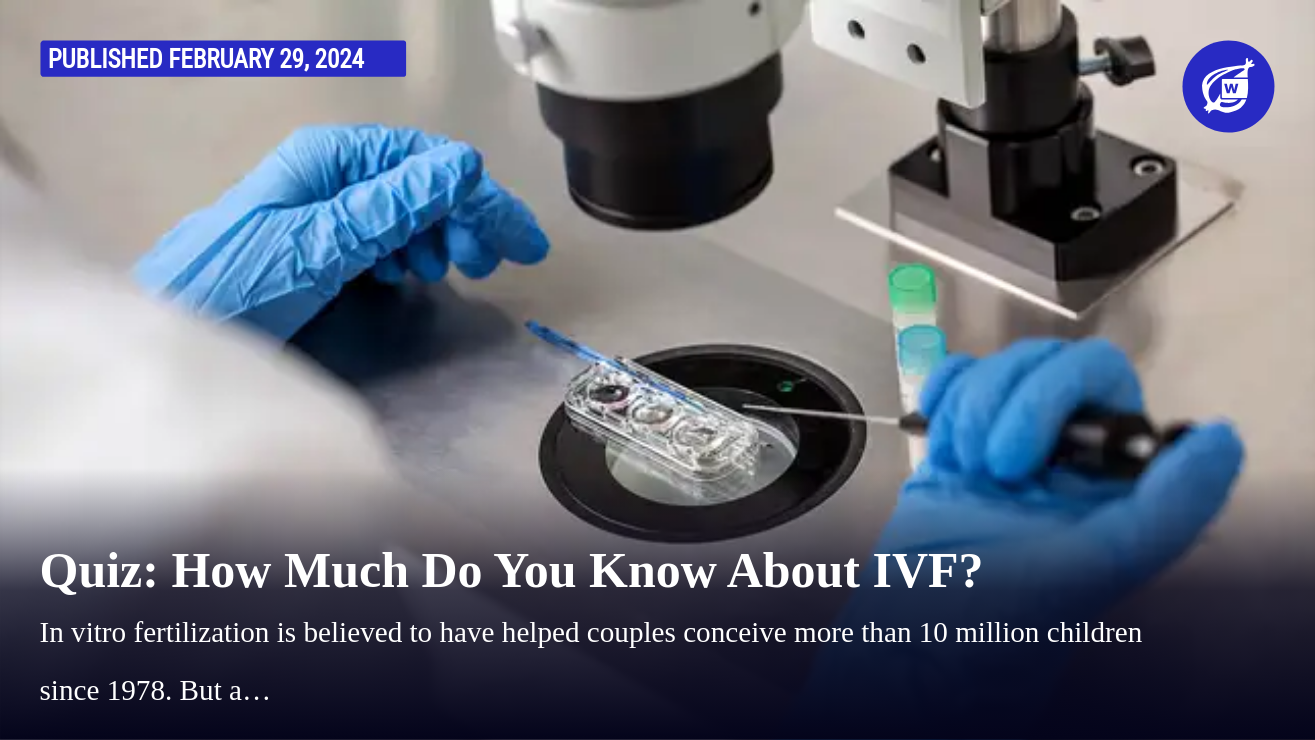 PUBLISHED FEBRUARY 29, 2024
W
Quiz: How Much Do You Know About IVF?
In vitro fertilization is believed to have helped couples conceive more than 10 million children
since 1978. But a…